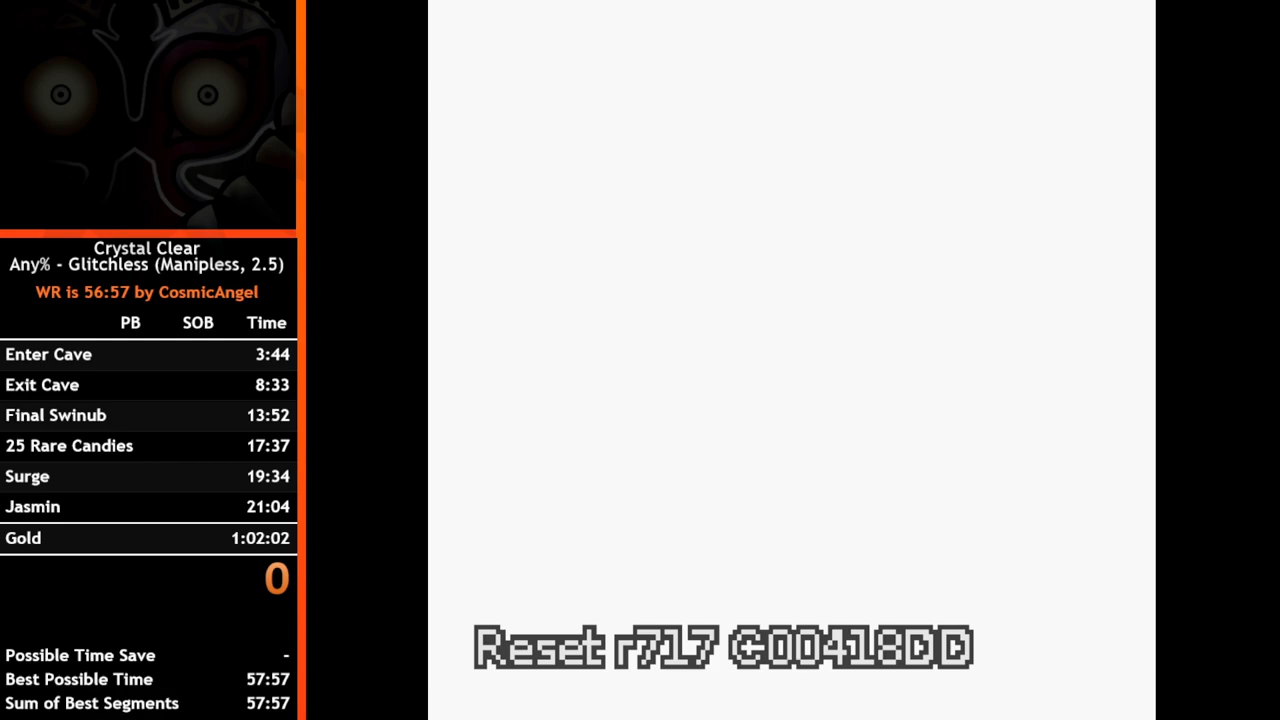 Crystal Clear
Any% - Glitchless (Manipless, 2.5)
WR is 56:57 by CosmicAngel
PB SOB Time
Enter Cave 3:44
Exit Cave 8:33
Final Swinub 13:52
25 Rare Candies 17:37
Surge 19:34
Jasmin 21:04
Gold 1:02:02
0
Possible Time Save -
Best Possible Time 57:57
Sum of Best Segments 57:57
Reset r717 C00418DD